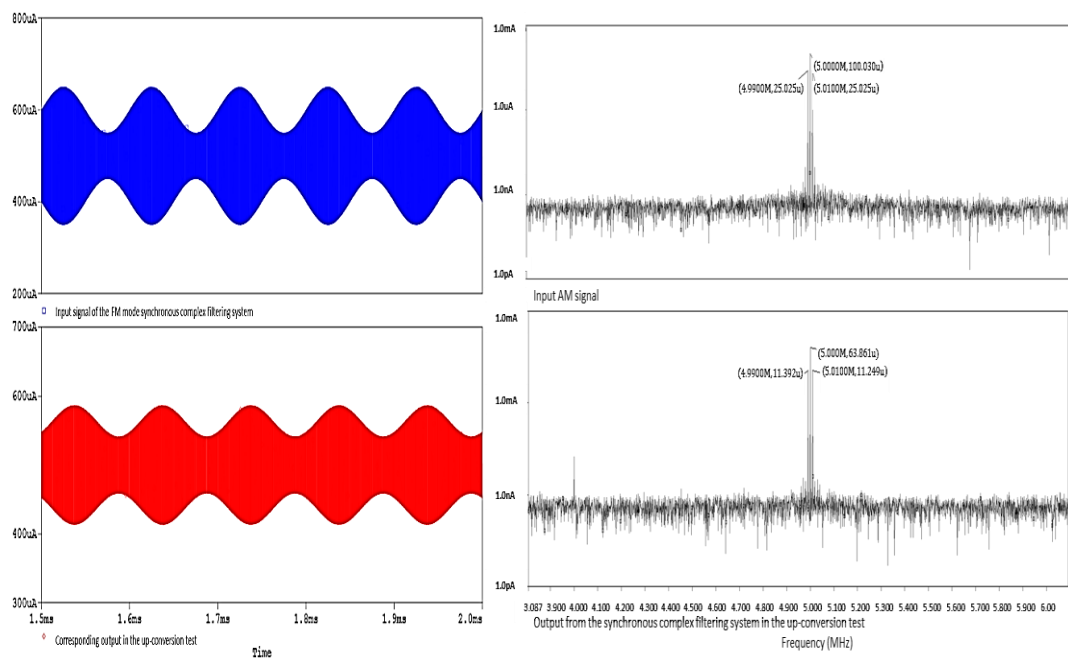 800uA
600uA
400uA
200uA
Input signal of the FM mode synchronous complex filtering system
700uA
600uA
400uA
300uA
1.5ms 1.6ms 1.7ms 1.8ms 1.9ms 2.0ms
Corresponding output in the up-conversion test
Time
1.0mA
1.0uA
1.0nA
1.0pA
(5.0000M,100.030u)
(4.9900M,25.025u)
(5.0100M,25.025u)
Input AM signal
1.0mA
1.0mA
1.0nA
1.0pA
(5.000M,63.861u)
(4.9900M,11.392u)
(5.0100M,11.249u)
3.087 3.900 4.000 4.100 4.200 4.300 4.400 4.500 4.600 4.700 4.800 4.900 5.000 5.100 5.200 5.300 5.400 5.500 5.600 5.700 5.800 5.900 6.00
Output from the synchronous complex filtering system in the up-conversion test
Frequency (MHz)